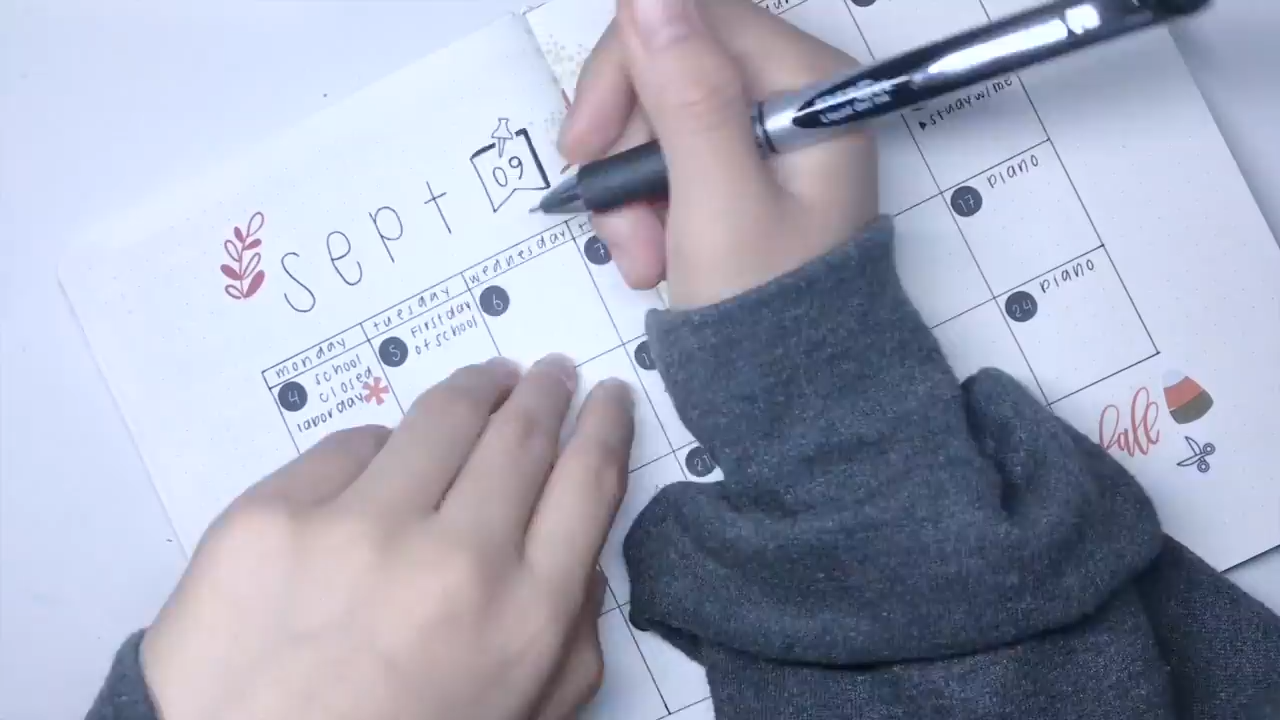 sept
09
monday
tuesday
wednesday
4
school
closed
labor day
5
First day
of school
6
7
▸study w/me
17
piano
24
piano
21
fall